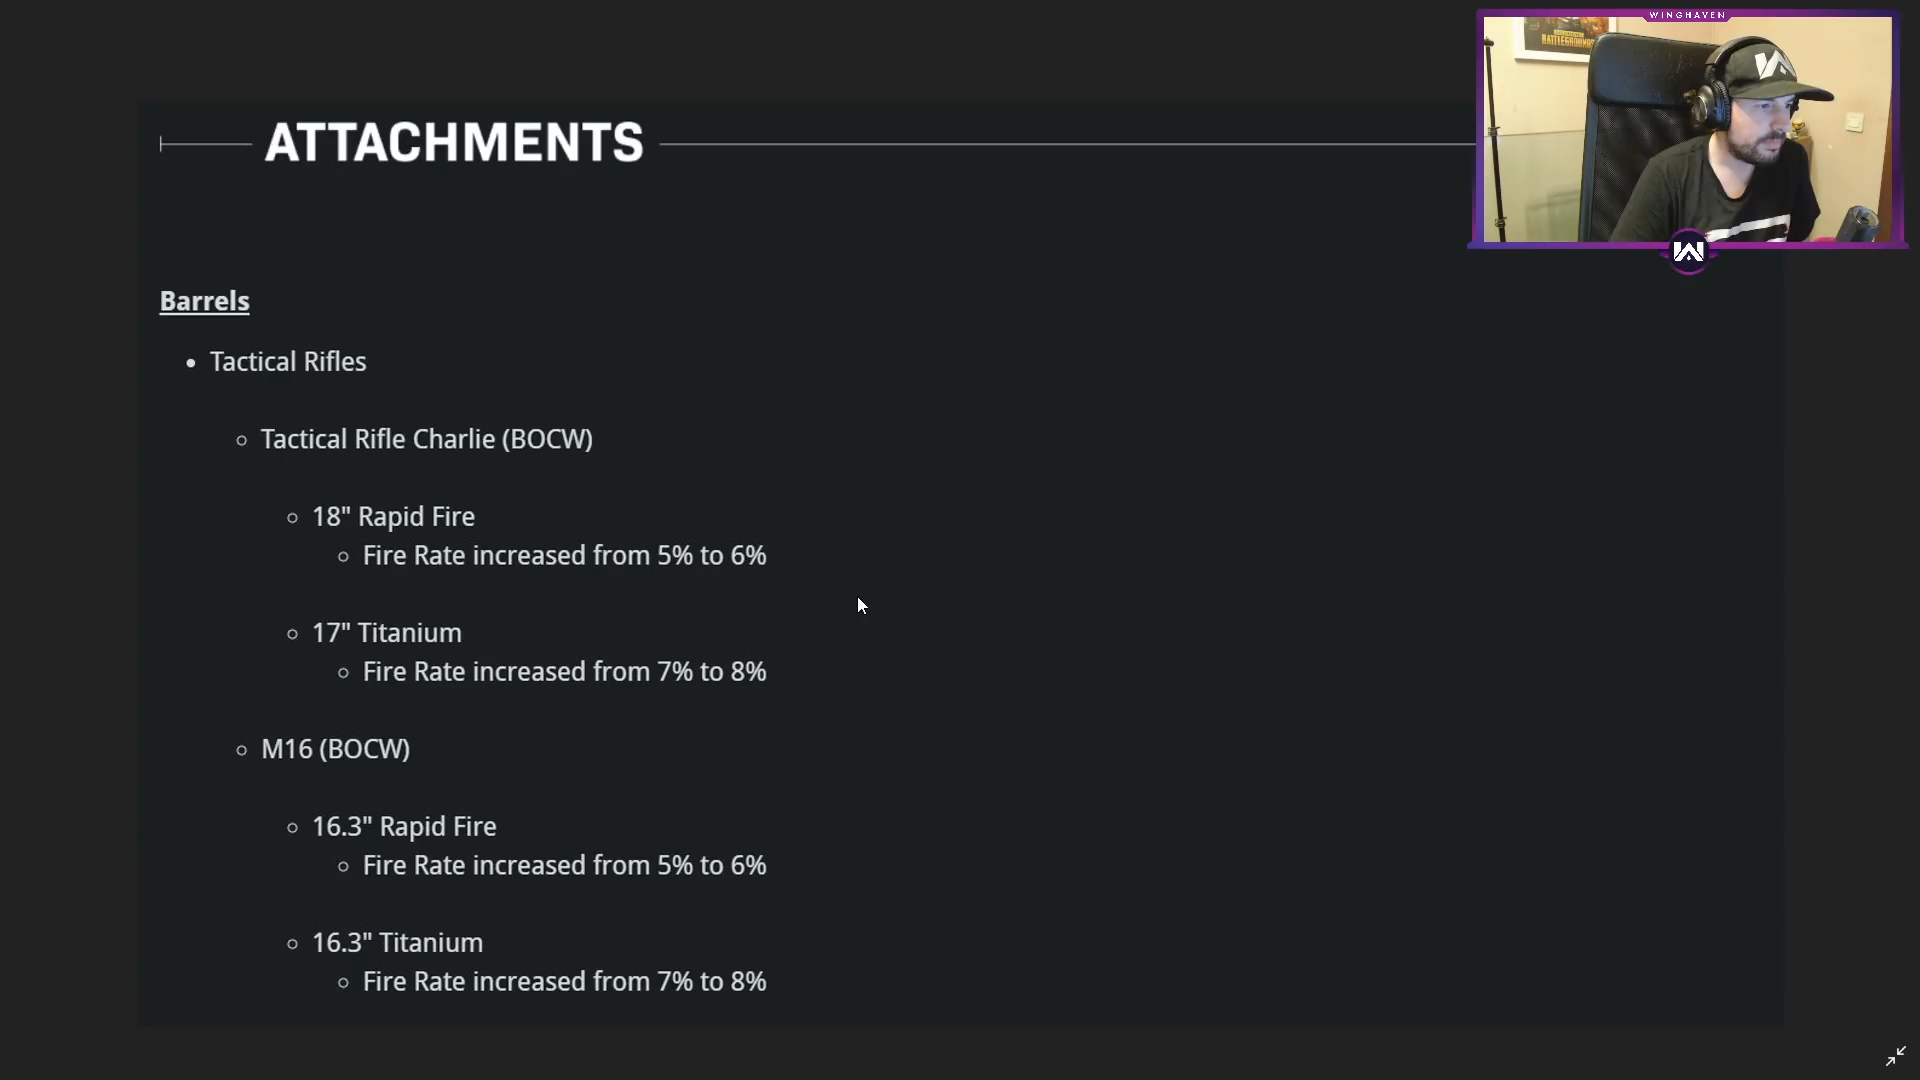 WINGHAVEN
BATTLEGROUNDS
ATTACHMENTS
Barrels
Tactical Rifles
Tactical Rifle Charlie (BOCW)
18" Rapid Fire
Fire Rate increased from 5% to 6%
17" Titanium
Fire Rate increased from 7% to 8%
M16 (BOCW)
16.3" Rapid Fire
Fire Rate increased from 5% to 6%
16.3" Titanium
Fire Rate increased from 7% to 8%